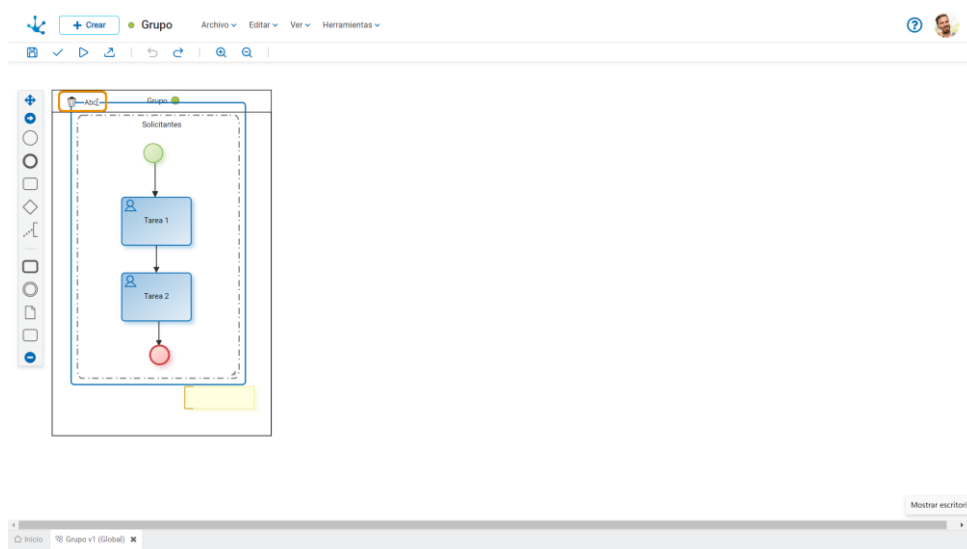 + Crear
Grupo
Archivo
Editar
Ver
Herramientas
?
Abc
Grupo
Solicitantes
Tarea 1
Tarea 2
Mostrar escritori
Inicio
Grupo v1 (Global)